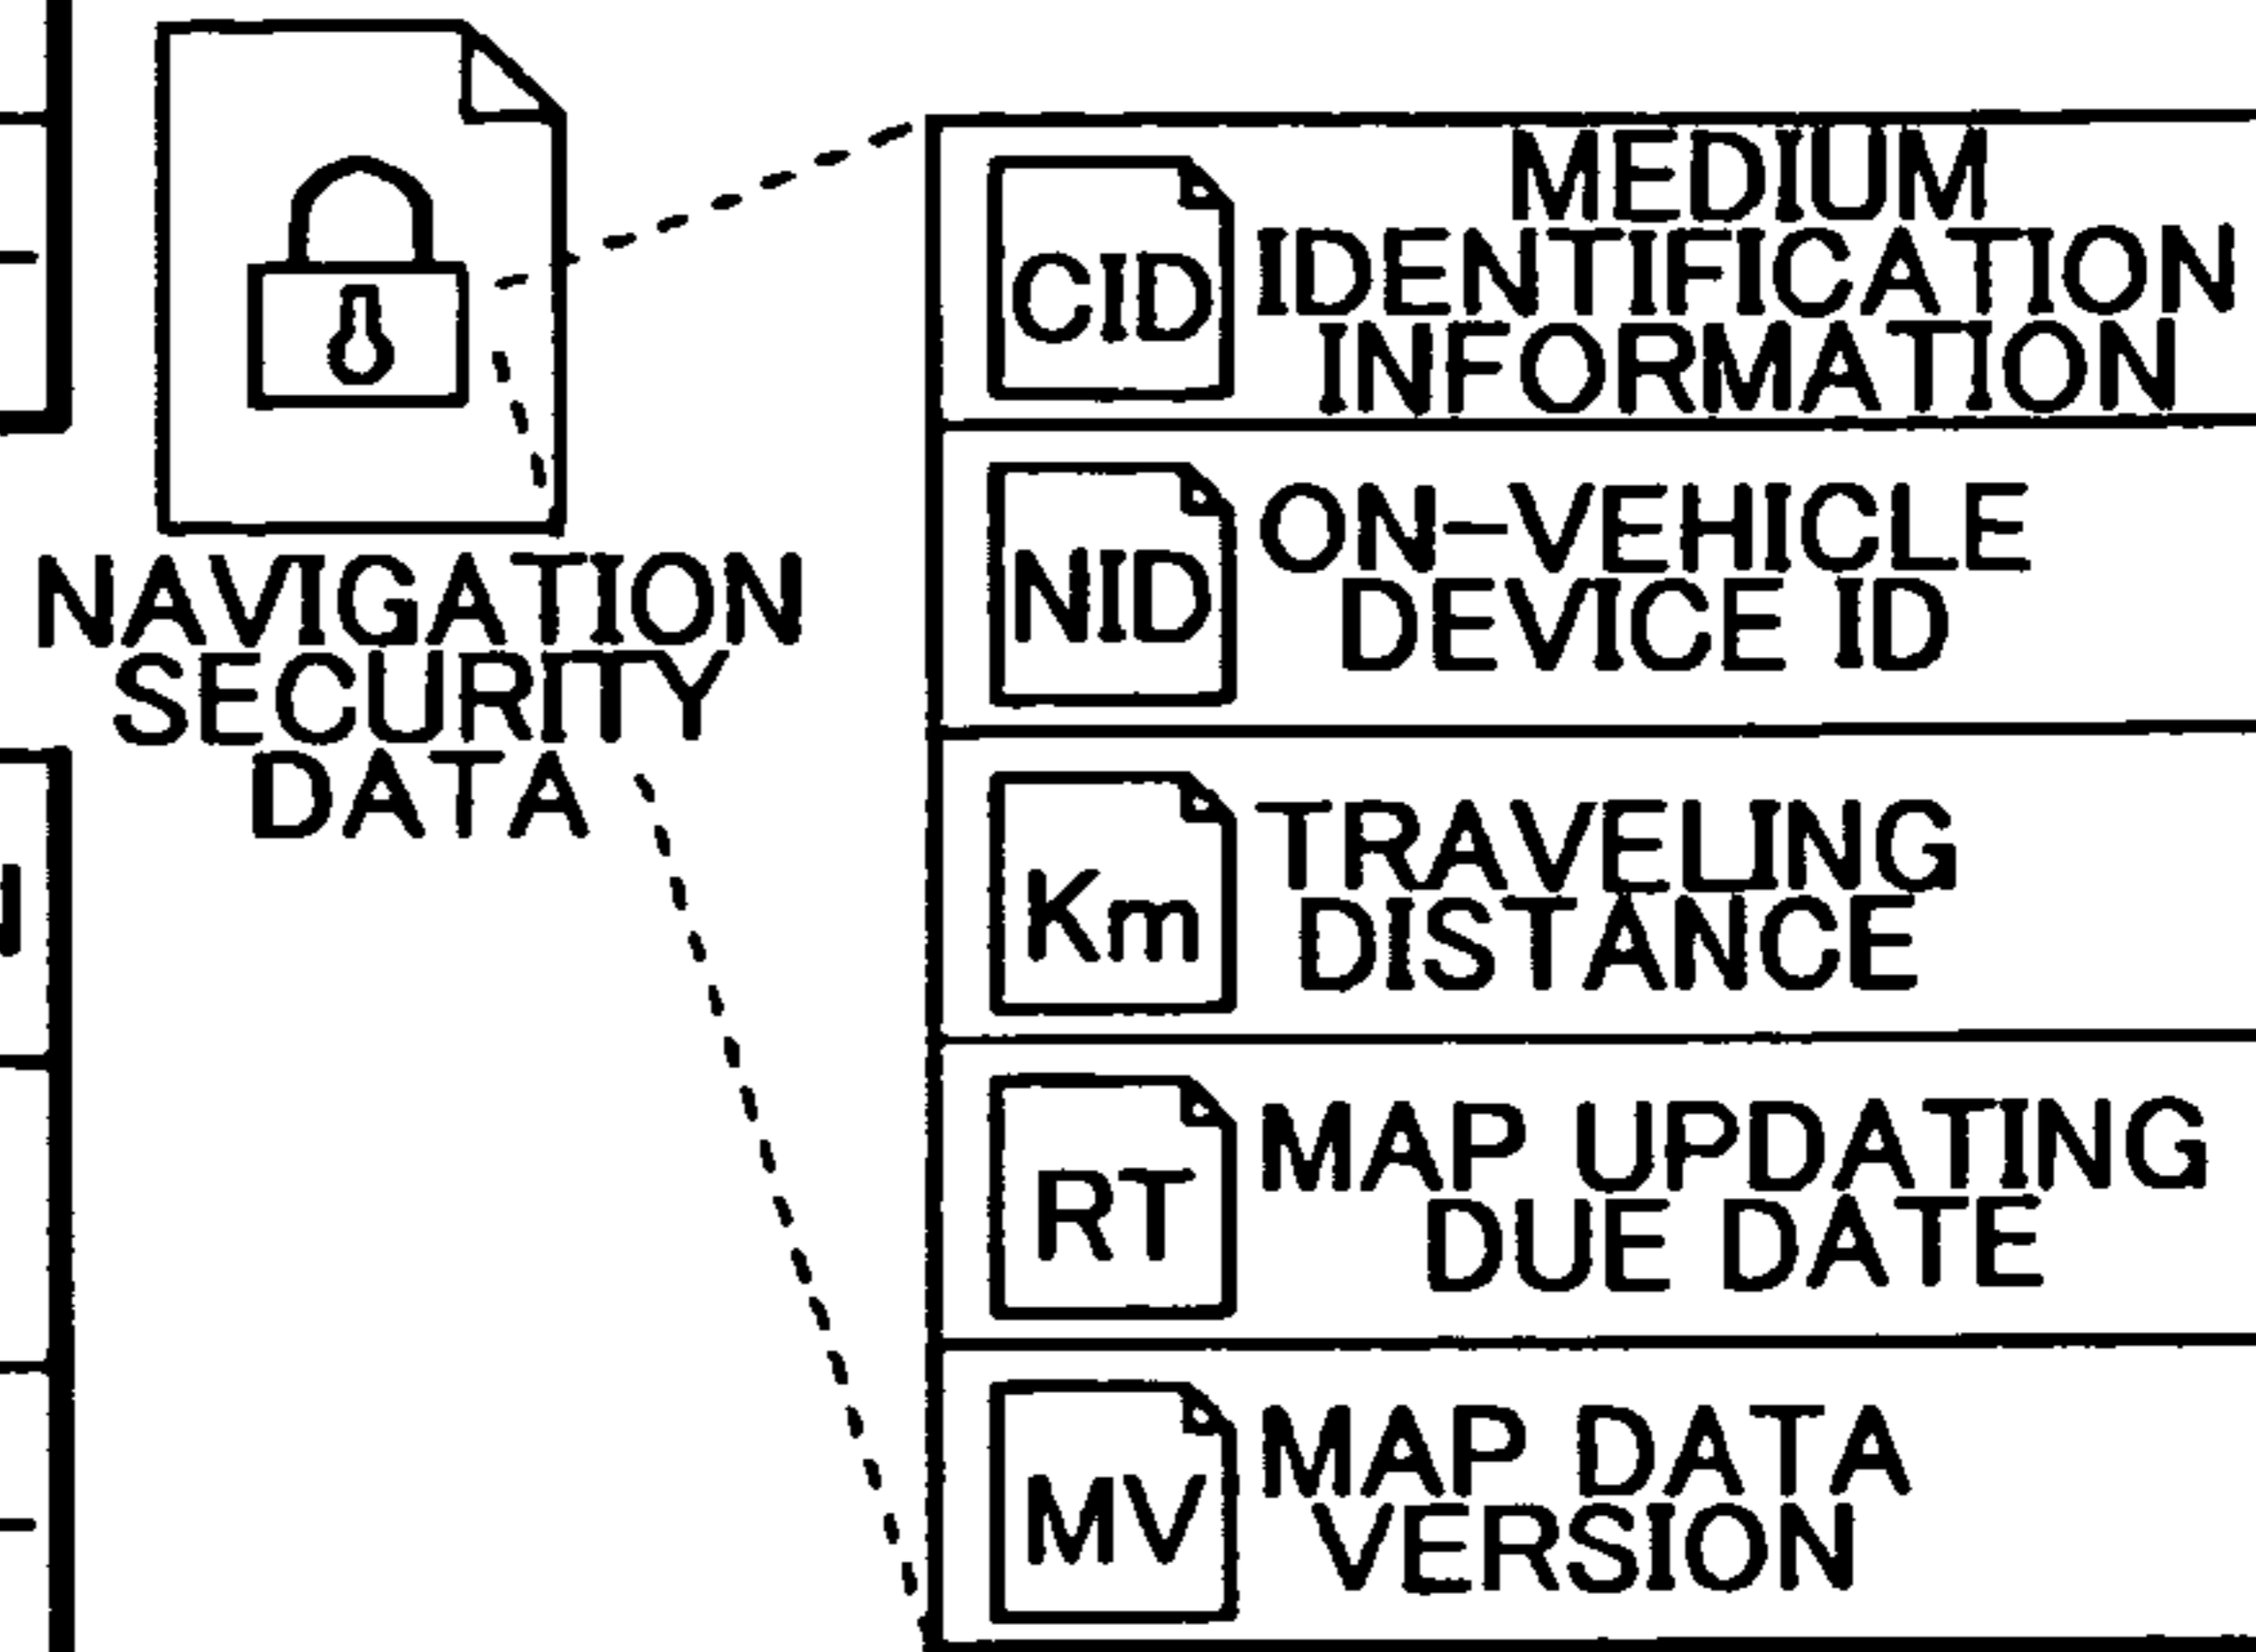 NAVIGATION
SECURITY
DATA
CID
MEDIUM
IDENTIFICATION
INFORMATION
NID
ON-VEHICLE
DEVICE ID
Km
TRAVELING
DISTANCE
RT
MAP UPDATING
DUE DATE
MV
MAP DATA
VERSION